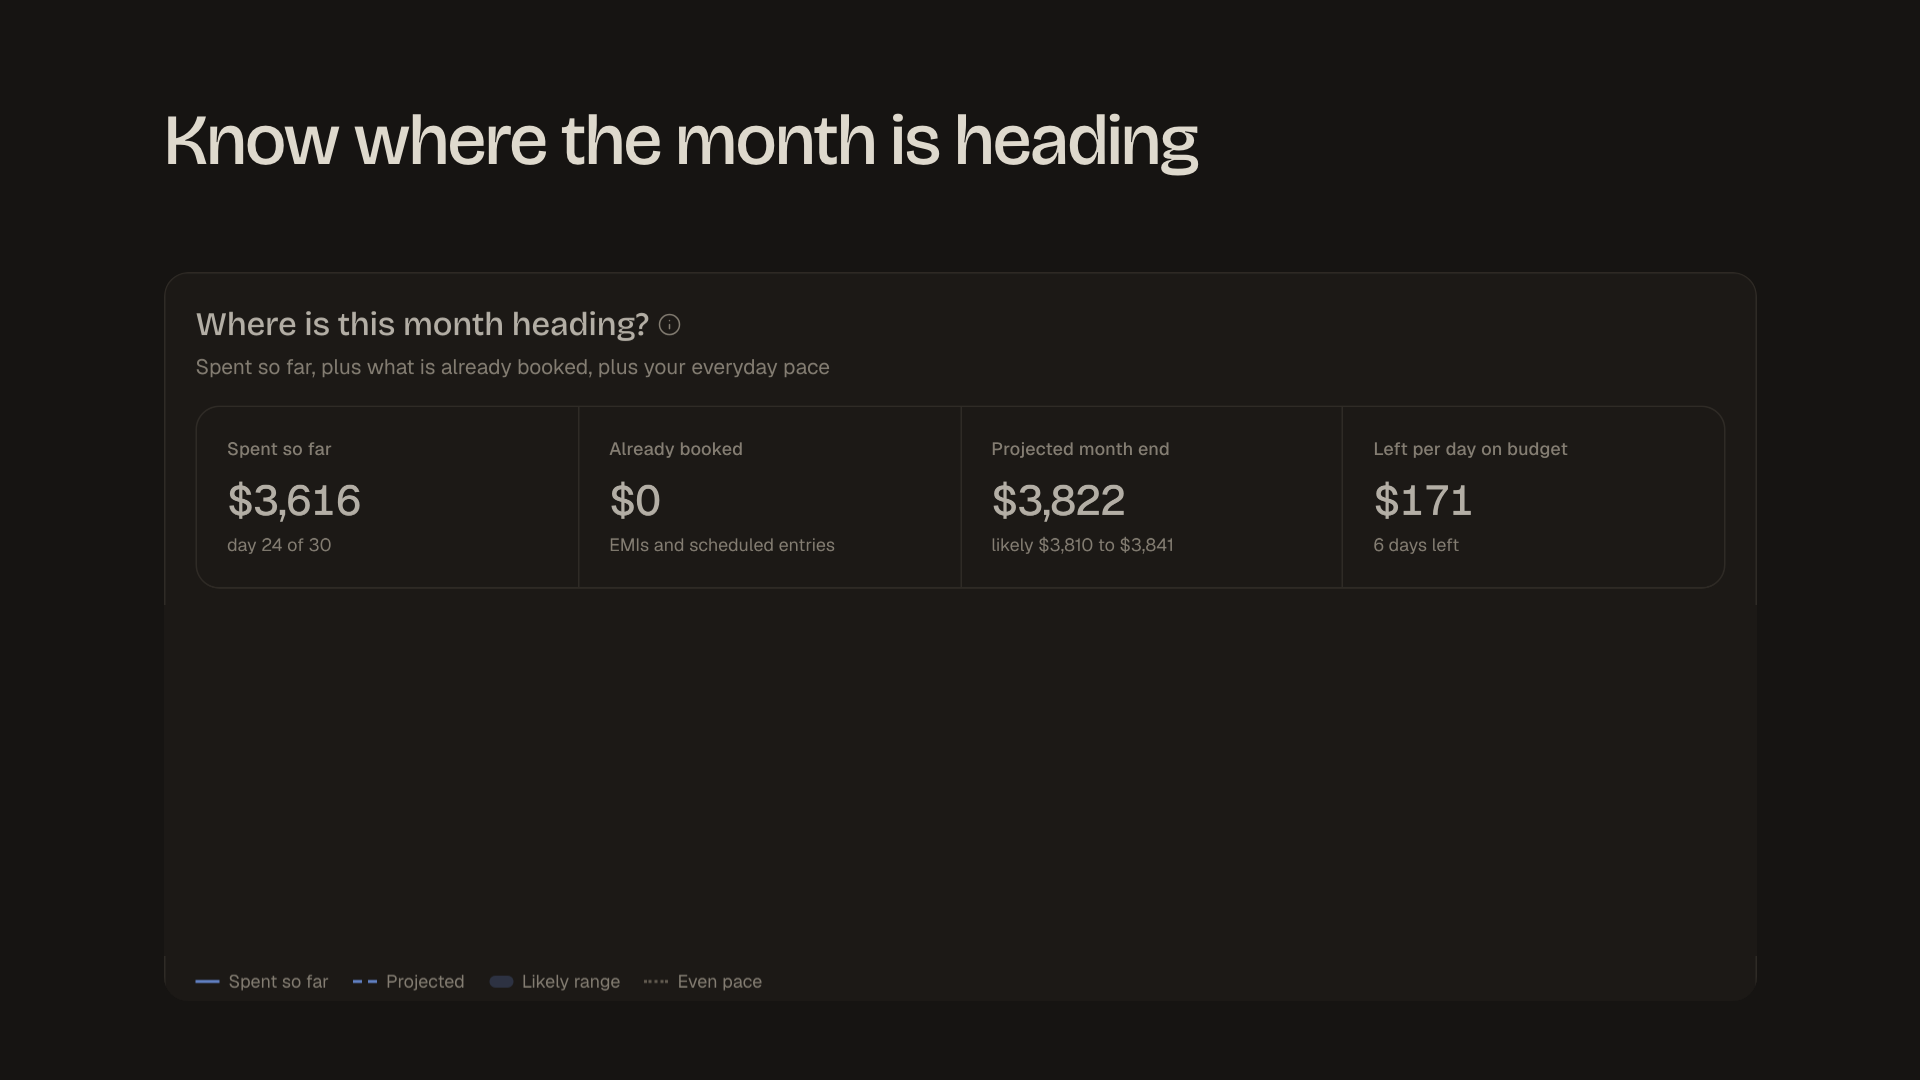 Know where the month is heading
Where is this month heading?
Spent so far, plus what is already booked, plus your everyday pace
Spent so far
$3,616
day 24 of 30
Already booked
$0
EMIs and scheduled entries
Projected month end
$3,822
likely $3,810 to $3,841
Left per day on budget
$171
6 days left
Spent so far
Projected
Likely range
Even pace